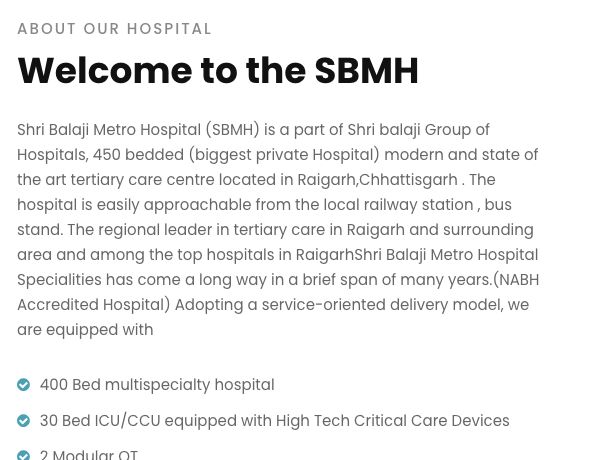 ABOUT OUR HOSPITAL
Welcome to the SBMH
Shri Balaji Metro Hospital (SBMH) is a part of Shri balaji Group of
Hospitals, 450 bedded (biggest private Hospital) modern and state of
the art tertiary care centre located in Raigarh,Chhattisgarh . The
hospital is easily approachable from the local railway station , bus
stand. The regional leader in tertiary care in Raigarh and surrounding
area and among the top hospitals in RaigarhShri Balaji Metro Hospital
Specialities has come a long way in a brief span of many years.(NABH
Accredited Hospital) Adopting a service-oriented delivery model, we
are equipped with
400 Bed multispecialty hospital
30 Bed ICU/CCU equipped with High Tech Critical Care Devices
2 Modular OT